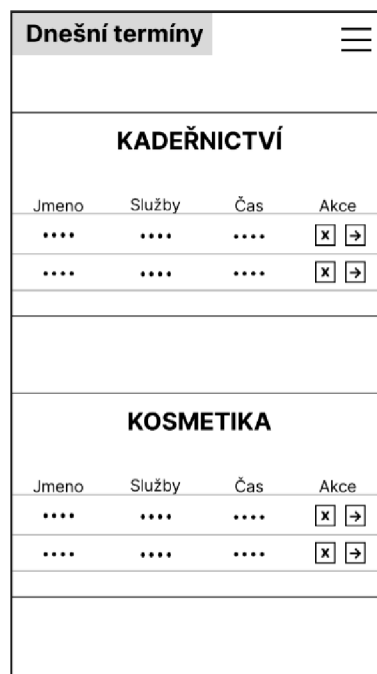 Dnešní termíny
KADEŘNICTVÍ
Jmeno Služby Čas Akce
•••• •••• •••• x →
•••• •••• •••• x →
KOSMETIKA
Jmeno Služby Čas Akce
•••• •••• •••• x →
•••• •••• •••• x →